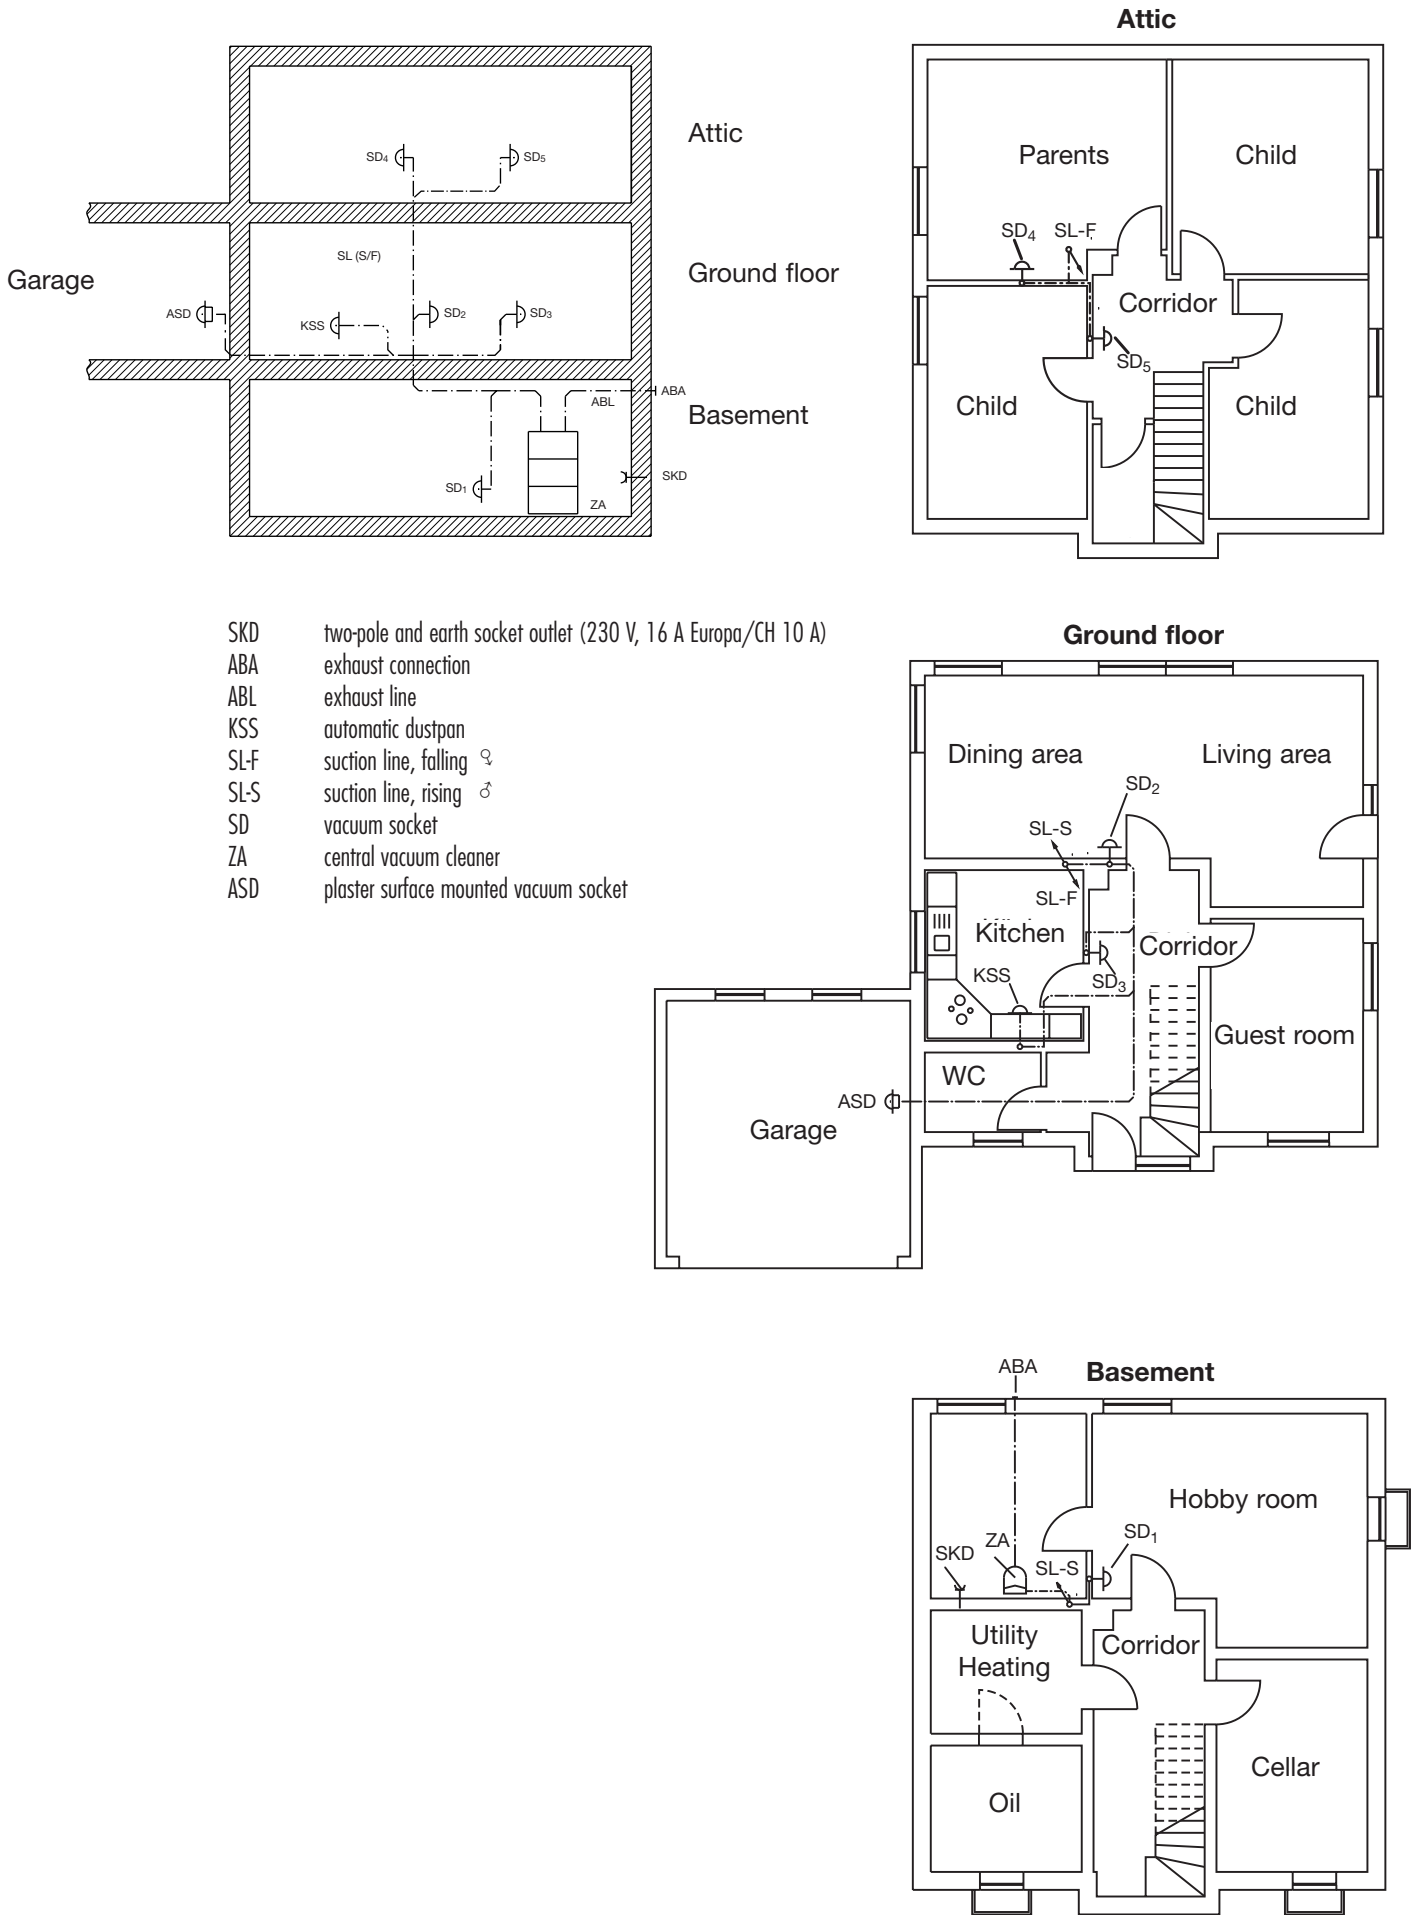 Attic
Attic
SD4
SD5
SL (S/F)
Garage
Ground floor
ASD
KSS
SD2
SD3
ABL
ABA
Basement
SD1
SKD
ZA
Parents
Child
SD4
SL-F
Corridor
SD5
Child
Child
SKD two-pole and earth socket outlet (230 V, 16 A Europa/CH 10 A)
ABA exhaust connection
ABL exhaust line
KSS automatic dustpan
SL-F suction line, falling
SL-S suction line, rising
SD vacuum socket
ZA central vacuum cleaner
ASD plaster surface mounted vacuum socket
Ground floor
Dining area
Living area
SD2
SL-S
SL-F
Kitchen
Corridor
KSS
SD3
Guest room
WC
ASD
Garage
Basement
ABA
Hobby room
SD1
ZA
SKD
SL-S
Utility
Heating
Corridor
Cellar
Oil